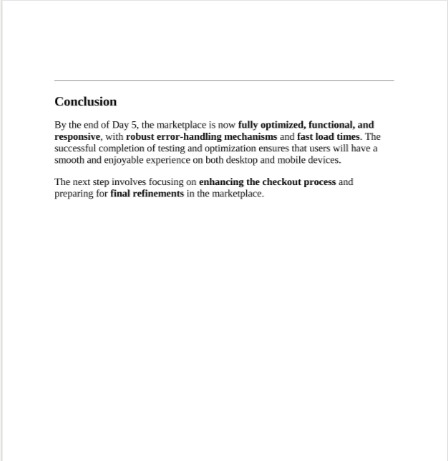 Conclusion
By the end of Day 5, the marketplace is now fully optimized, functional, and
responsive, with robust error-handling mechanisms and fast load times. The
successful completion of testing and optimization ensures that users will have a
smooth and enjoyable experience on both desktop and mobile devices.
The next step involves focusing on enhancing the checkout process and
preparing for final refinements in the marketplace.